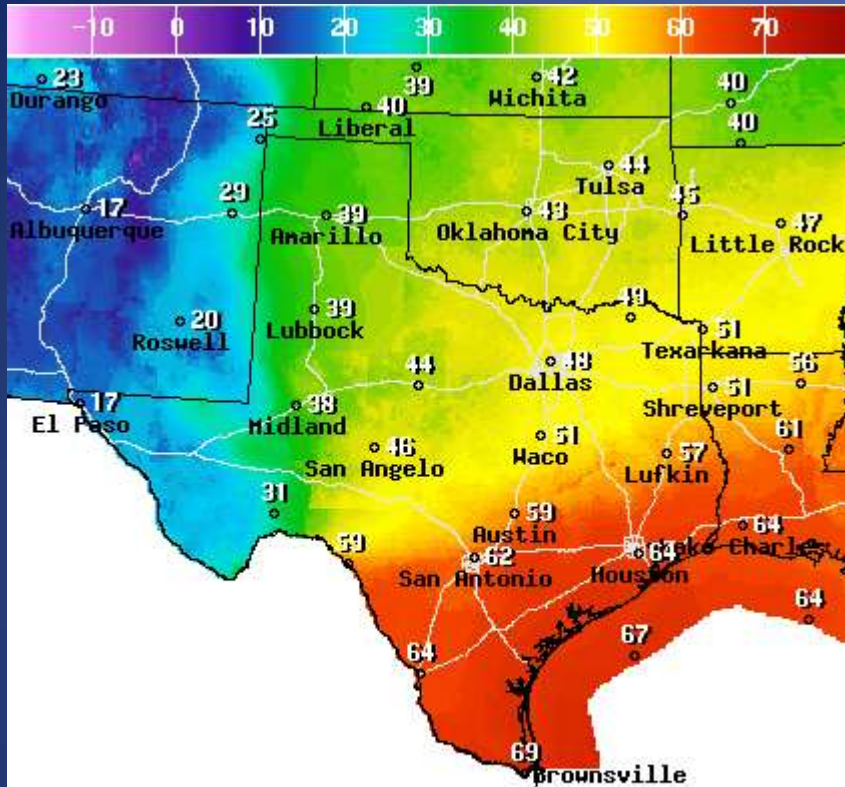 -10 0 10 20 30 40 50 60 70
23 39 42 40
Durango Wichita
40
Liberal
25 40
44
Tulsa
17 29 39 43 45 47
Albuquerque Amarillo Oklahoma City Little Rock
20 39 49 51
Roswell Lubbock Texarkana
44 48 51 56
Dallas Shreveport
17 38
El Paso Midland
46 51 57 61
San Angelo Waco Lufkin
31 59 64
Austin
59 62 64 Lake Charles
San Antonio Houston
64
64 67
69
Brownsville